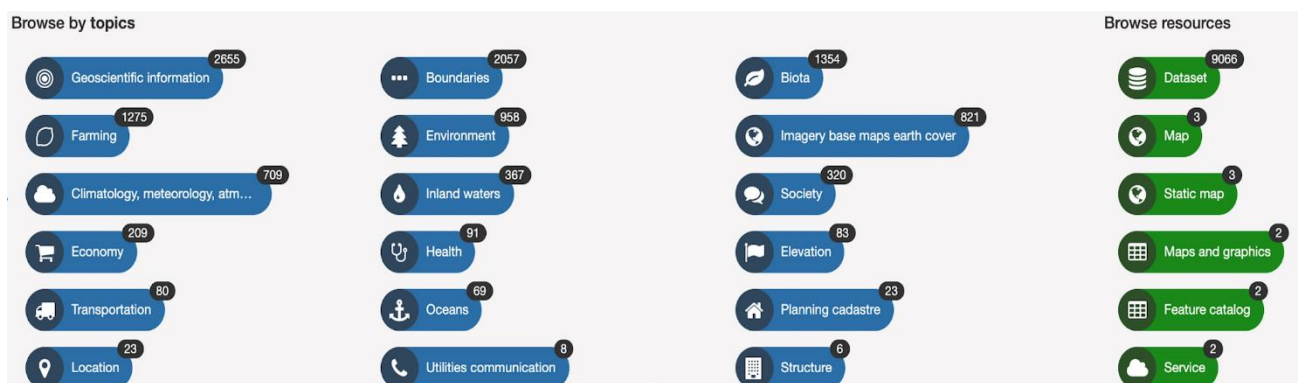 Browse by topics
Browse resources
2655
Geoscientific information
2057
Boundaries
1354
Biota
9066
Dataset
1275
Farming
958
Environment
821
Imagery base maps earth cover
3
Map
709
Climatology, meteorology, atm...
367
Inland waters
320
Society
3
Static map
209
Economy
91
Health
83
Elevation
2
Maps and graphics
80
Transportation
69
Oceans
23
Planning cadastre
2
Feature catalog
23
Location
8
Utilities communication
6
Structure
2
Service